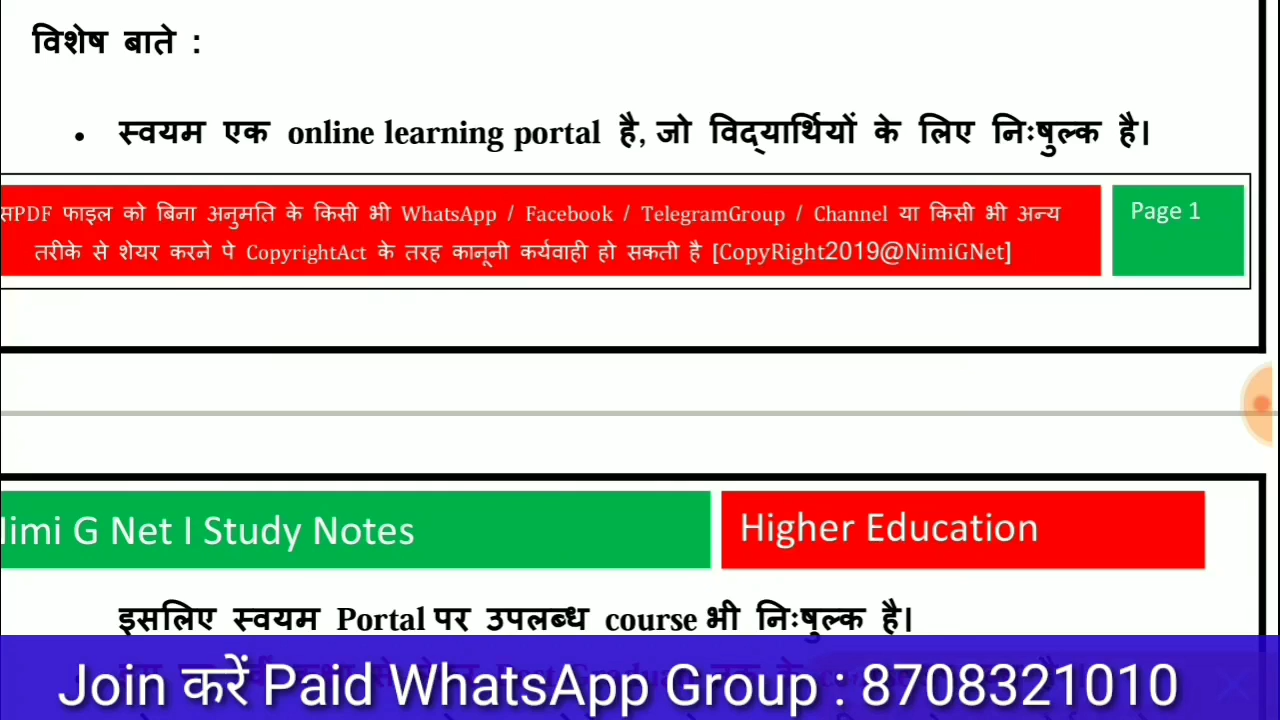 विशेष बाते :
• स्वयम एक online learning portal है, जो विद्यार्थियों के लिए निःषुल्क है।
सPDF फाइल को बिना अनुमति के किसी भी WhatsApp / Facebook / TelegramGroup / Channel या किसी भी अन्य
तरीके से शेयर करने पे CopyrightAct के तरह कानूनी कर्यवाही हो सकती है [CopyRight2019@NimiGNet]
Page 1
imi G Net I Study Notes
Higher Education
इसलिए स्वयम Portal पर उपलब्ध course भी निःषुल्क है।
Join करें Paid WhatsApp Group : 8708321010